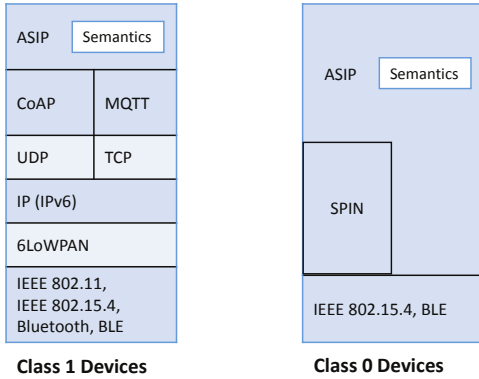 ASIP Semantics
CoAP MQTT
UDP TCP
IP (IPv6)
6LoWPAN
IEEE 802.11,
IEEE 802.15.4,
Bluetooth, BLE
Class 1 Devices
ASIP Semantics
SPIN
IEEE 802.15.4, BLE
Class 0 Devices